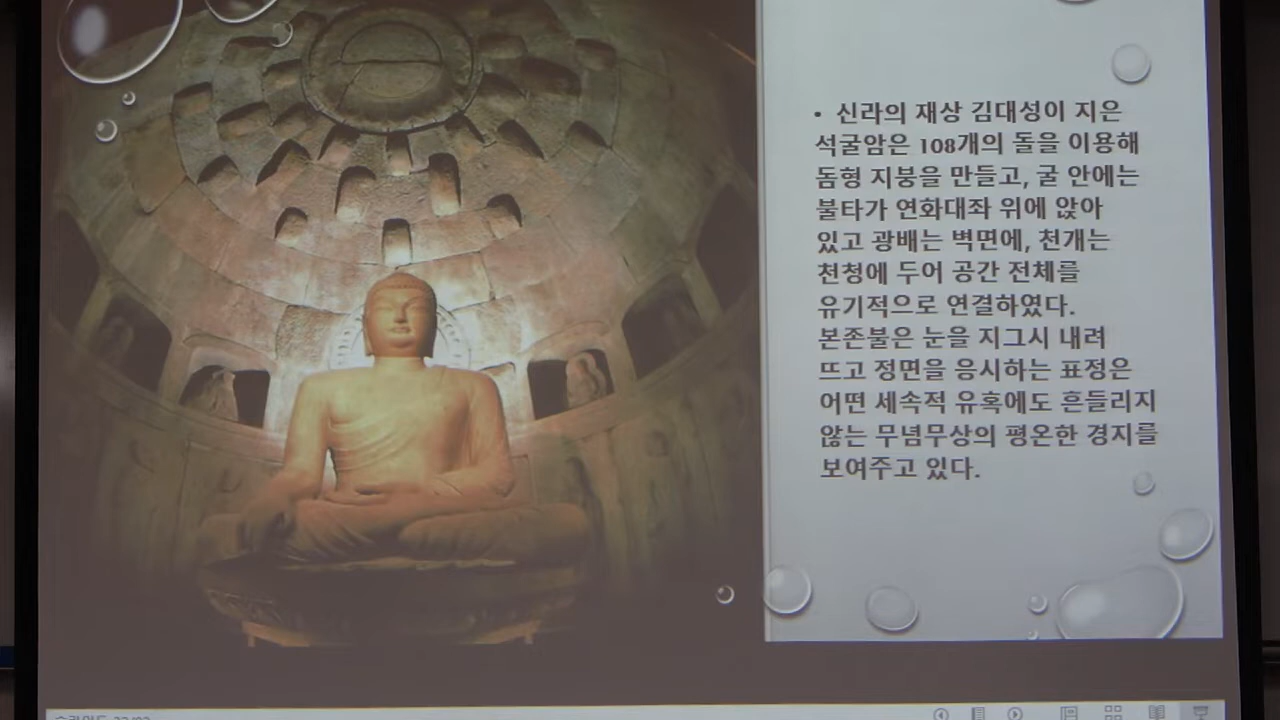 • 신라의 재상 김대성이 지은
석굴암은 108개의 돌을 이용해
돔형 지붕을 만들고, 굴 안에는
불타가 연화대좌 위에 앉아
있고 광배는 벽면에, 천개는
천청에 두어 공간 전체를
유기적으로 연결하였다.
본존불은 눈을 지그시 내려
뜨고 정면을 응시하는 표정은
어떤 세속적 유혹에도 흔들리지
않는 무념무상의 평온한 경지를
보여주고 있다.